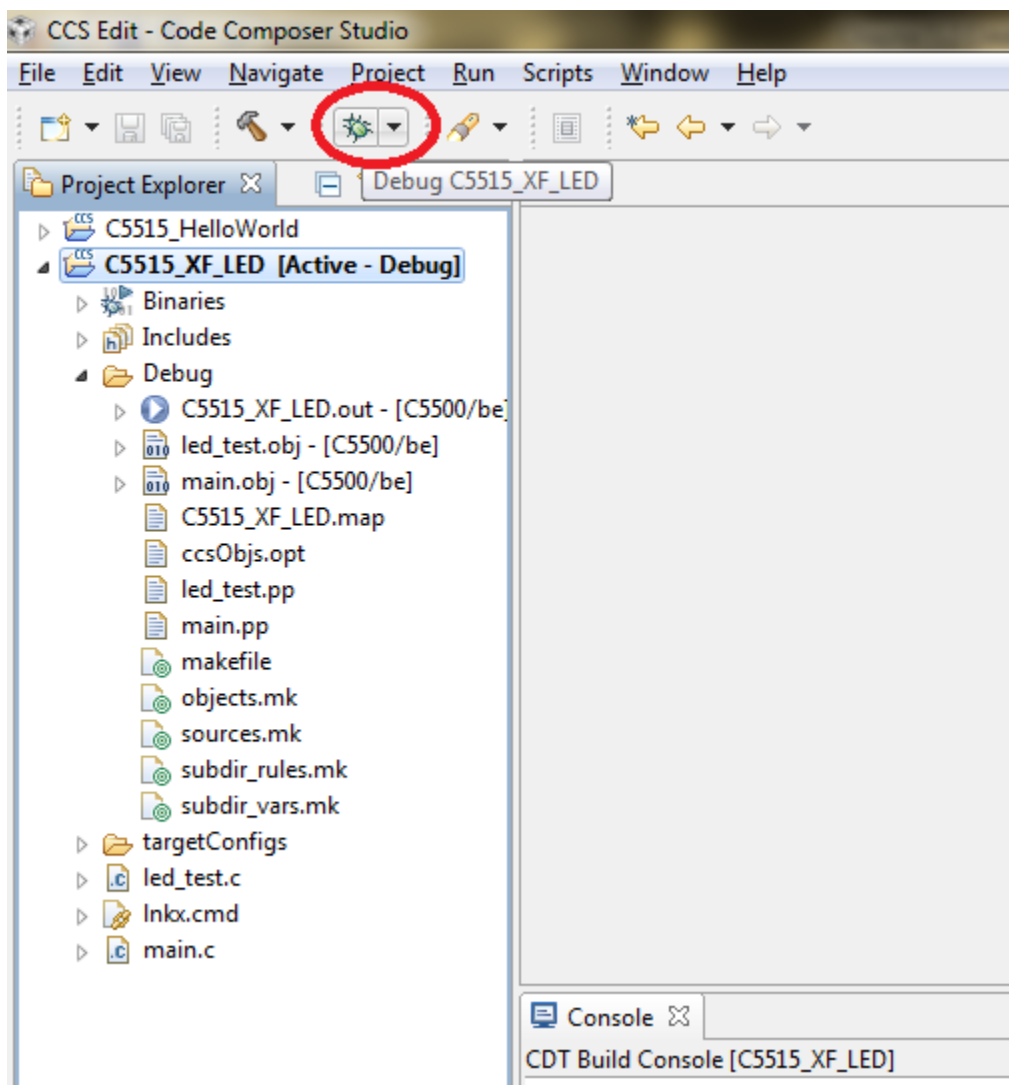 CCS Edit - Code Composer Studio
File Edit View Navigate Project Run Scripts Window Help
Project Explorer
Debug C5515_XF_LED
C5515_HelloWorld
C5515_XF_LED [Active - Debug]
Binaries
Includes
Debug
C5515_XF_LED.out - [C5500/be]
led_test.obj - [C5500/be]
main.obj - [C5500/be]
C5515_XF_LED.map
ccsObjs.opt
led_test.pp
main.pp
makefile
objects.mk
sources.mk
subdir_rules.mk
subdir_vars.mk
targetConfigs
led_test.c
lnkx.cmd
main.c
Console
CDT Build Console [C5515_XF_LED]